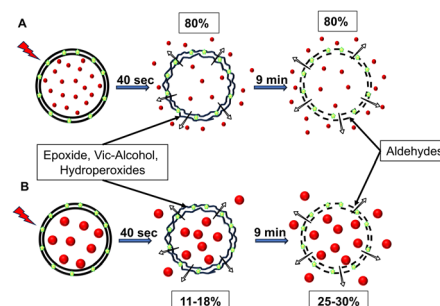 A
80%
80%
40 sec
9 min
Epoxide, Vic-Alcohol,
Hydroperoxides
Aldehydes
B
40 sec
9 min
11-18%
25-30%